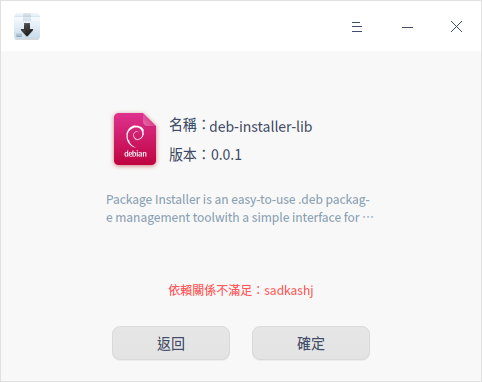 debian
名稱：deb-installer-lib
版本：0.0.1
Package Installer is an easy-to-use .deb packag-
e management toolwith a simple interface for ···
依賴關係不滿足：sadkashj
返回
確定